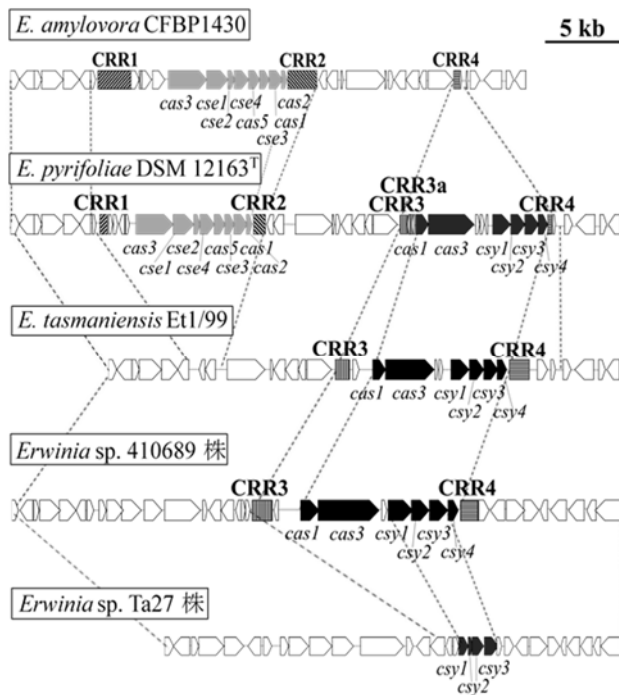 E. amylovora CFBP1430
5 kb
CRR1 CRR2 CRR4
cas3 cse1 cse2 cse4 cas5 cse3 cas1 cas2
E. pyrifoliae DSM 12163T
CRR3a
CRR1 CRR2 CRR3 CRR4
cas3 cse1 cse2 cse4 cas5 cse3 cas1 cas2 cas1 cas3 csy1 csy2 csy3 csy4
E. tasmaniensis Et1/99
CRR3 CRR4
cas1 cas3 csy1 csy2 csy3 csy4
Erwinia sp. 410689 株
CRR3 CRR4
cas1 cas3 csy1 csy2 csy3 csy4
Erwinia sp. Ta27 株
csy1 csy2 csy3